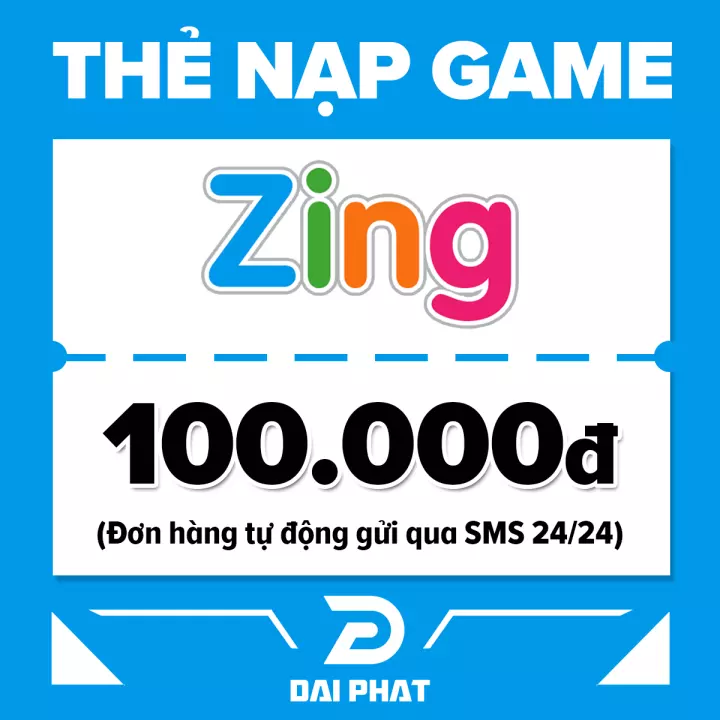 THẺ NẠP GAME
Zing
100.000đ
(Đơn hàng tự động gửi qua SMS 24/24)
DAI PHAT